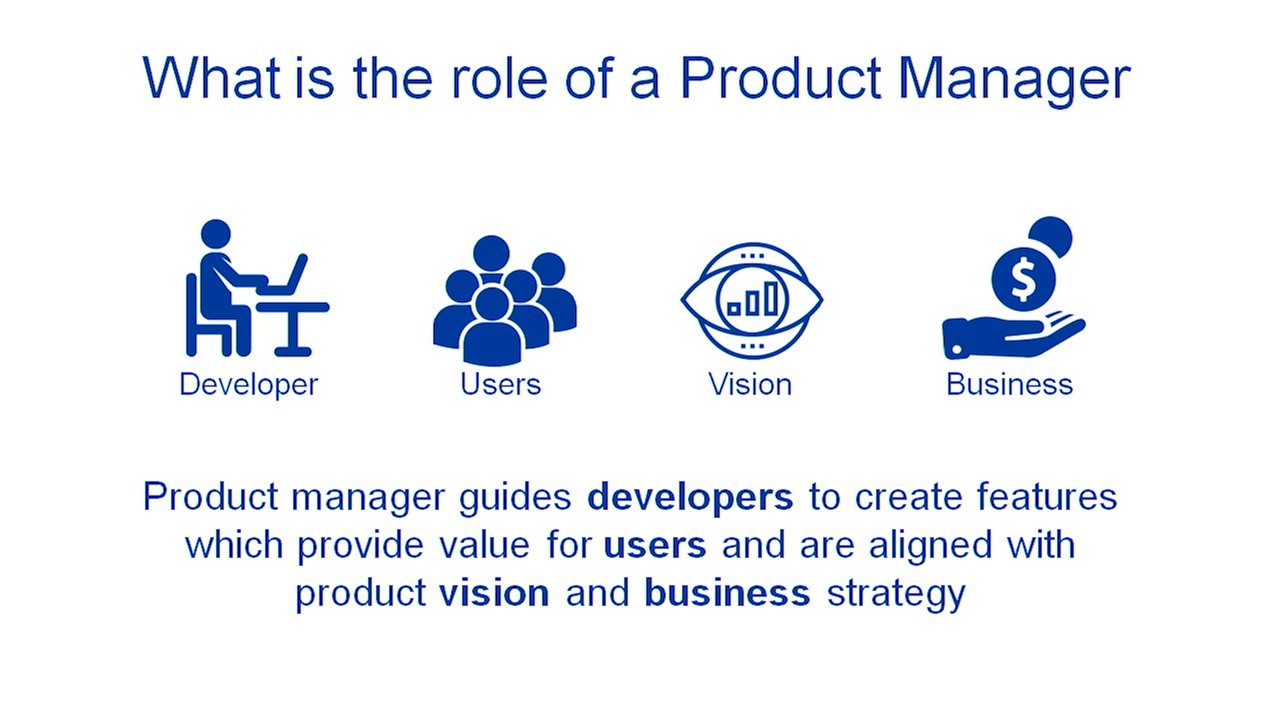 What is the role of a Product Manager
$
Developer
Users
Vision
Business
Product manager guides developers to create features
which provide value for users and are aligned with
product vision and business strategy